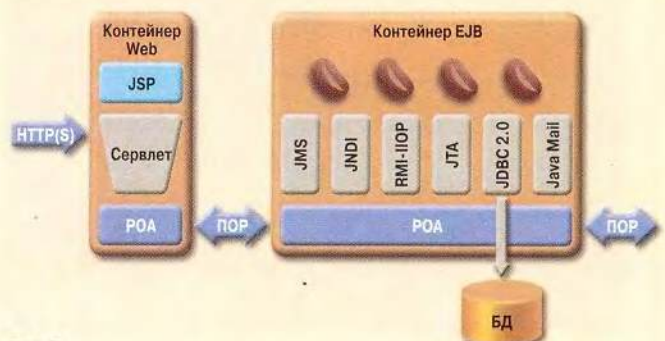 Контейнер
Web
JSP
HTTP(S)
Сервлет
POA
ПОР
Контейнер EJB
JMS
JNDI
RMI-IIOP
JTA
JDBC 2.0
Java Mail
POA
ПОР
БД